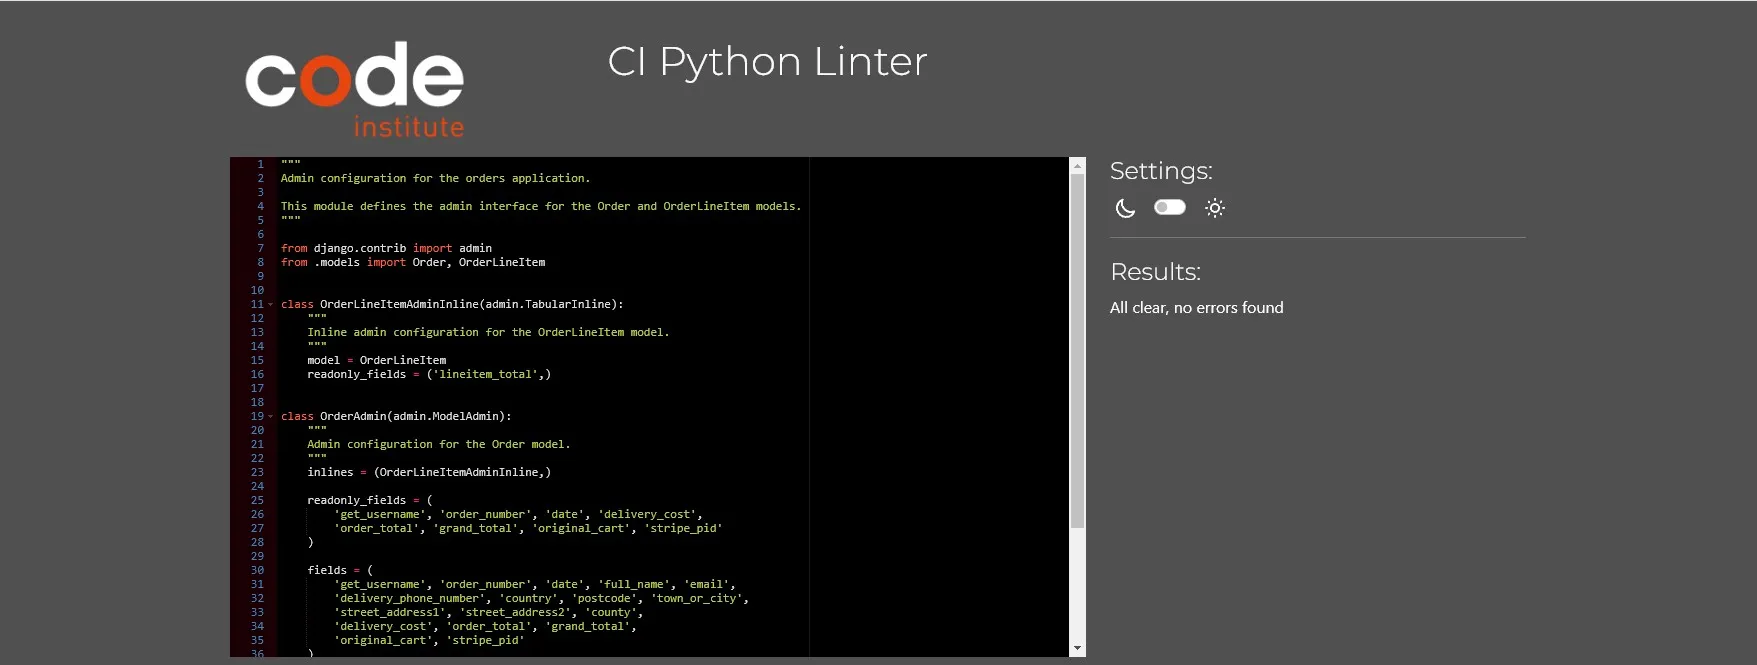 code
institute
CI Python Linter
1 """
2 Admin configuration for the orders application.
3
4 This module defines the admin interface for the Order and OrderLineItem models.
5 """
6
7 from django.contrib import admin
8 from .models import Order, OrderLineItem
9
10
11 class OrderLineItemAdminInline(admin.TabularInline):
12     """
13     Inline admin configuration for the OrderLineItem model.
14     """
15     model = OrderLineItem
16     readonly_fields = ('lineitem_total',)
17
18
19 class OrderAdmin(admin.ModelAdmin):
20     """
21     Admin configuration for the Order model.
22     """
23     inlines = (OrderLineItemAdminInline,)
24
25     readonly_fields = (
26         'get_username', 'order_number', 'date', 'delivery_cost',
27         'order_total', 'grand_total', 'original_cart', 'stripe_pid'
28     )
29
30     fields = (
31         'get_username', 'order_number', 'date', 'full_name', 'email',
32         'delivery_phone_number', 'country', 'postcode', 'town_or_city',
33         'street_address1', 'street_address2', 'county',
34         'delivery_cost', 'order_total', 'grand_total',
35         'original_cart', 'stripe_pid'
36     )
Settings:
Results:
All clear, no errors found